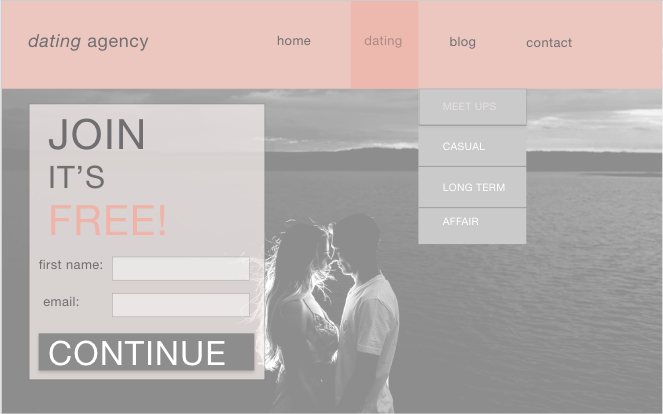 dating agency
home
dating
blog
contact
MEET UPS
CASUAL
LONG TERM
AFFAIR
JOIN
IT'S
FREE!
first name:
email:
CONTINUE